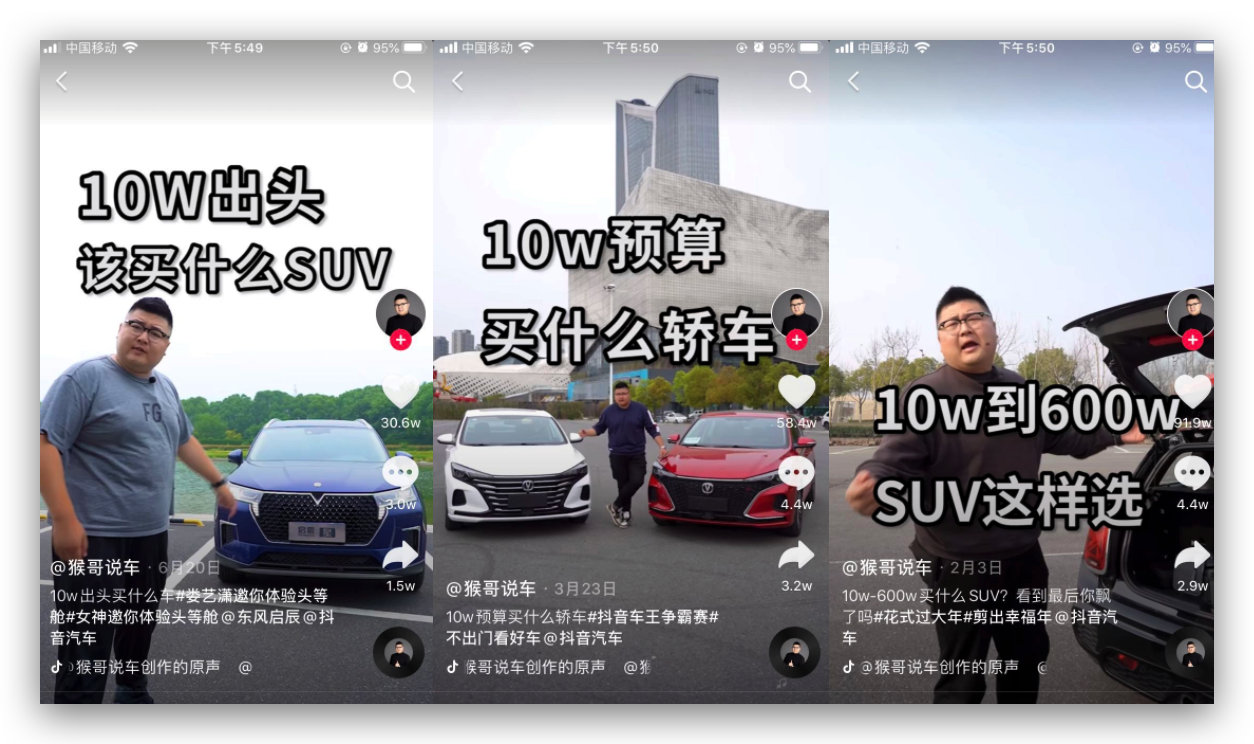 中国移动
下午5:49
95%
10W出头
该买什么SUV
FG
启辰
30.6w
3.0w
1.5w
@猴哥说车 · 6月20日
10w出头买什么车#娄艺潇邀你体验头等
舱#女神邀你体验头等舱@东风启辰@抖
音汽车
猴哥说车创作的原声 @
中国移动
下午5:50
95%
10w预算
买什么轿车
58.4w
4.4w
3.2w
@猴哥说车 · 3月23日
10w预算买什么轿车#抖音车王争霸赛#
不出门看好车@抖音汽车
猴哥说车创作的原声 @猴
中国移动
下午5:50
95%
10w到600w
SUV这样选
91.9w
4.4w
2.9w
@猴哥说车 · 2月3日
10w-600w买什么SUV？看到最后你飘
了吗#花式过大年#剪出幸福年@抖音汽
车
@猴哥说车创作的原声